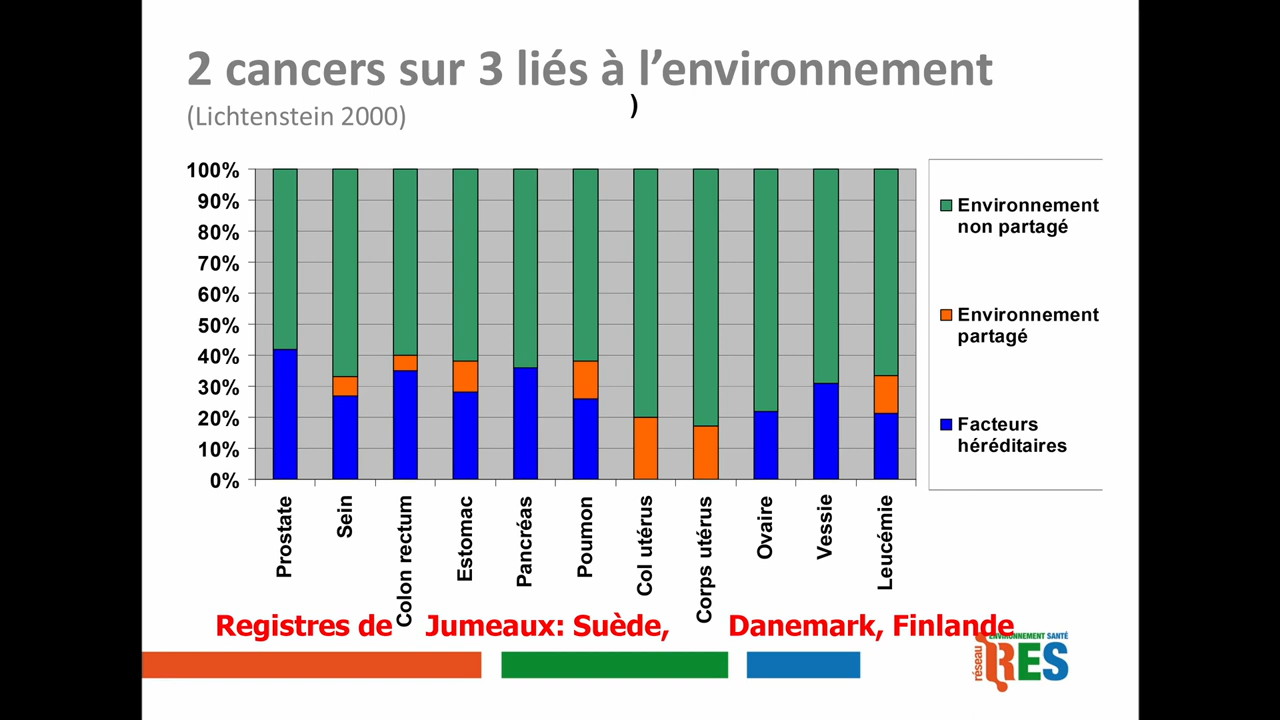 2 cancers sur 3 liés à l’environnement
)
(Lichtenstein 2000)
100%
90%
80%
70%
60%
50%
40%
30%
20%
10%
0%
Prostate
Sein
Colon rectum
Estomac
Pancréas
Poumon
Col utérus
Corps utérus
Ovaire
Vessie
Leucémie
Environnement
non partagé
Environnement
partagé
Facteurs
héréditaires
Registres de Jumeaux: Suède, Danemark, Finlande
ENVIRONNEMENT SANTÉ
réseau
RES